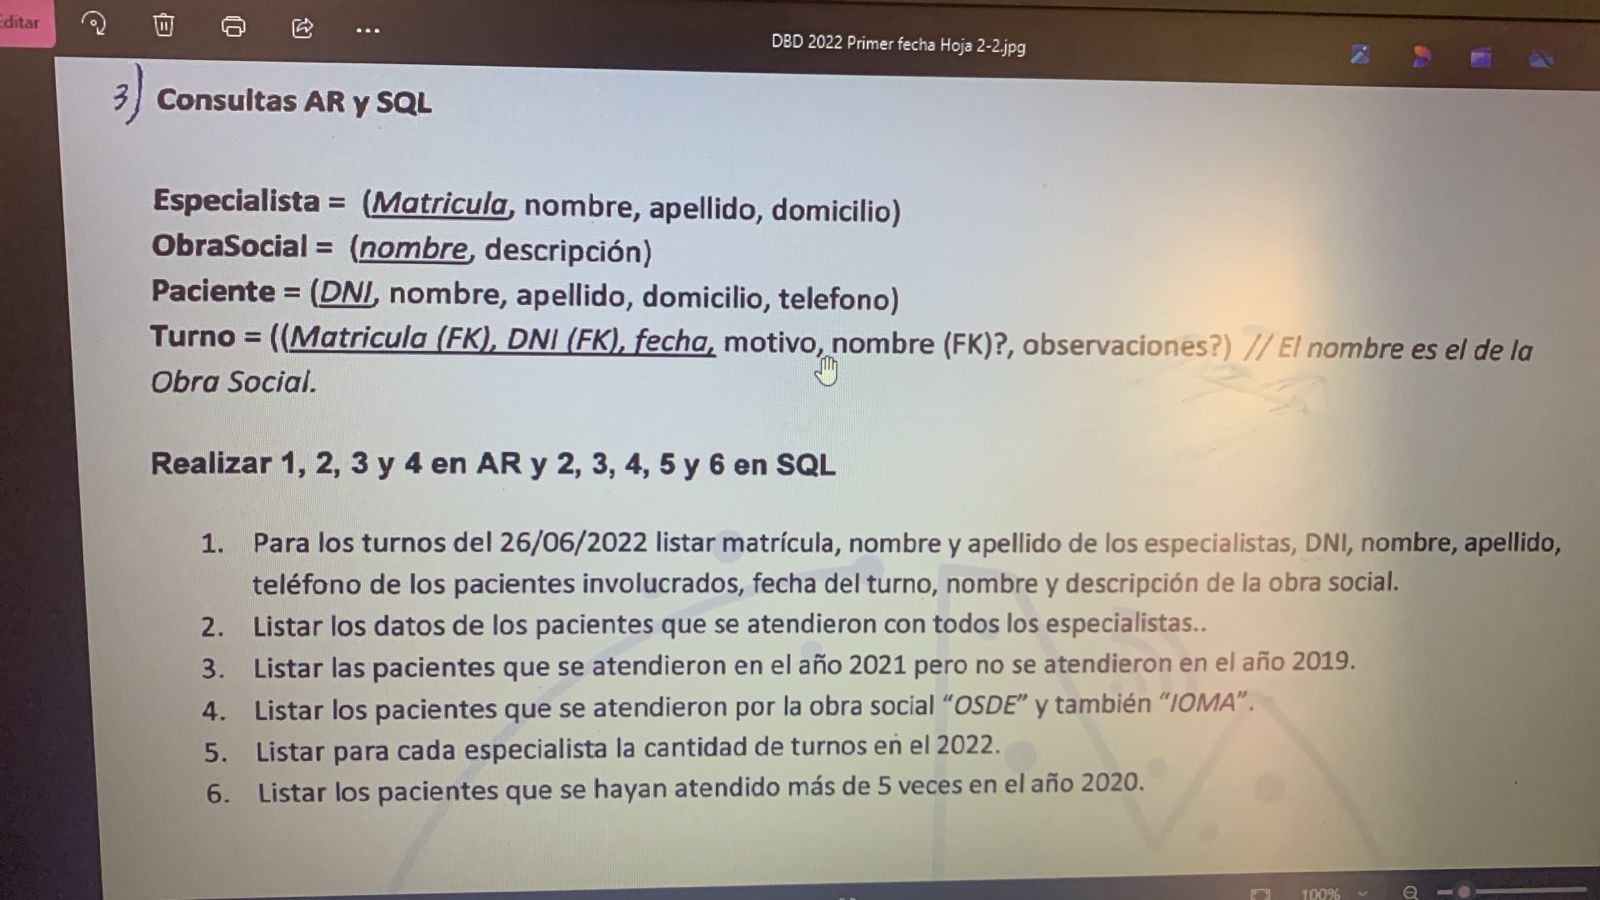 Editar
DBD 2022 Primer fecha Hoja 2-2.jpg
3) Consultas AR y SQL
Especialista = (Matricula, nombre, apellido, domicilio)
ObraSocial = (nombre, descripción)
Paciente = (DNI, nombre, apellido, domicilio, telefono)
Turno = ((Matricula (FK), DNI (FK), fecha, motivo, nombre (FK)?, observaciones?) // El nombre es el de la
Obra Social.
Realizar 1, 2, 3 y 4 en AR y 2, 3, 4, 5 y 6 en SQL
1. Para los turnos del 26/06/2022 listar matrícula, nombre y apellido de los especialistas, DNI, nombre, apellido,
teléfono de los pacientes involucrados, fecha del turno, nombre y descripción de la obra social.
2. Listar los datos de los pacientes que se atendieron con todos los especialistas..
3. Listar las pacientes que se atendieron en el año 2021 pero no se atendieron en el año 2019.
4. Listar los pacientes que se atendieron por la obra social “OSDE” y también “IOMA”.
5. Listar para cada especialista la cantidad de turnos en el 2022.
6. Listar los pacientes que se hayan atendido más de 5 veces en el año 2020.
100%